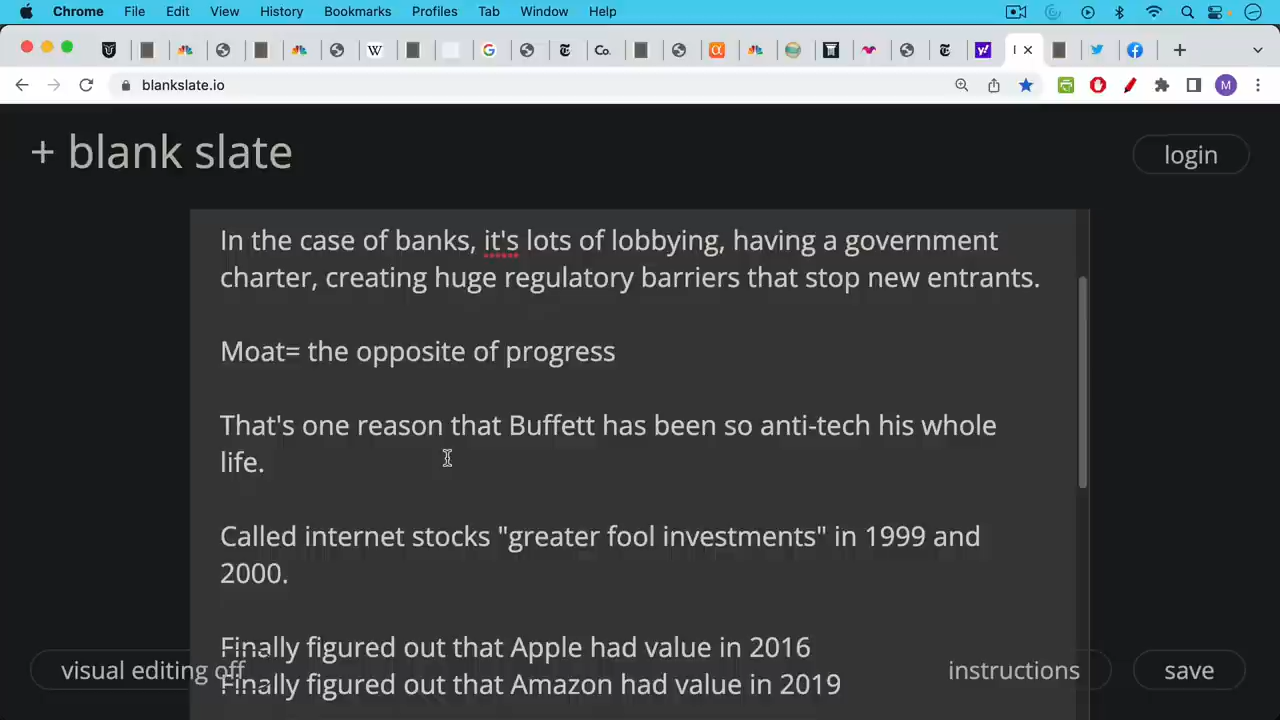 Chrome File Edit View History Bookmarks Profiles Tab Window Help
blankslate.io
+ blank slate
login
In the case of banks, it's lots of lobbying, having a government
charter, creating huge regulatory barriers that stop new entrants.
Moat= the opposite of progress
That's one reason that Buffett has been so anti-tech his whole
life.
Called internet stocks "greater fool investments" in 1999 and
2000.
Finally figured out that Apple had value in 2016
Finally figured out that Amazon had value in 2019
visual editing off
instructions
save